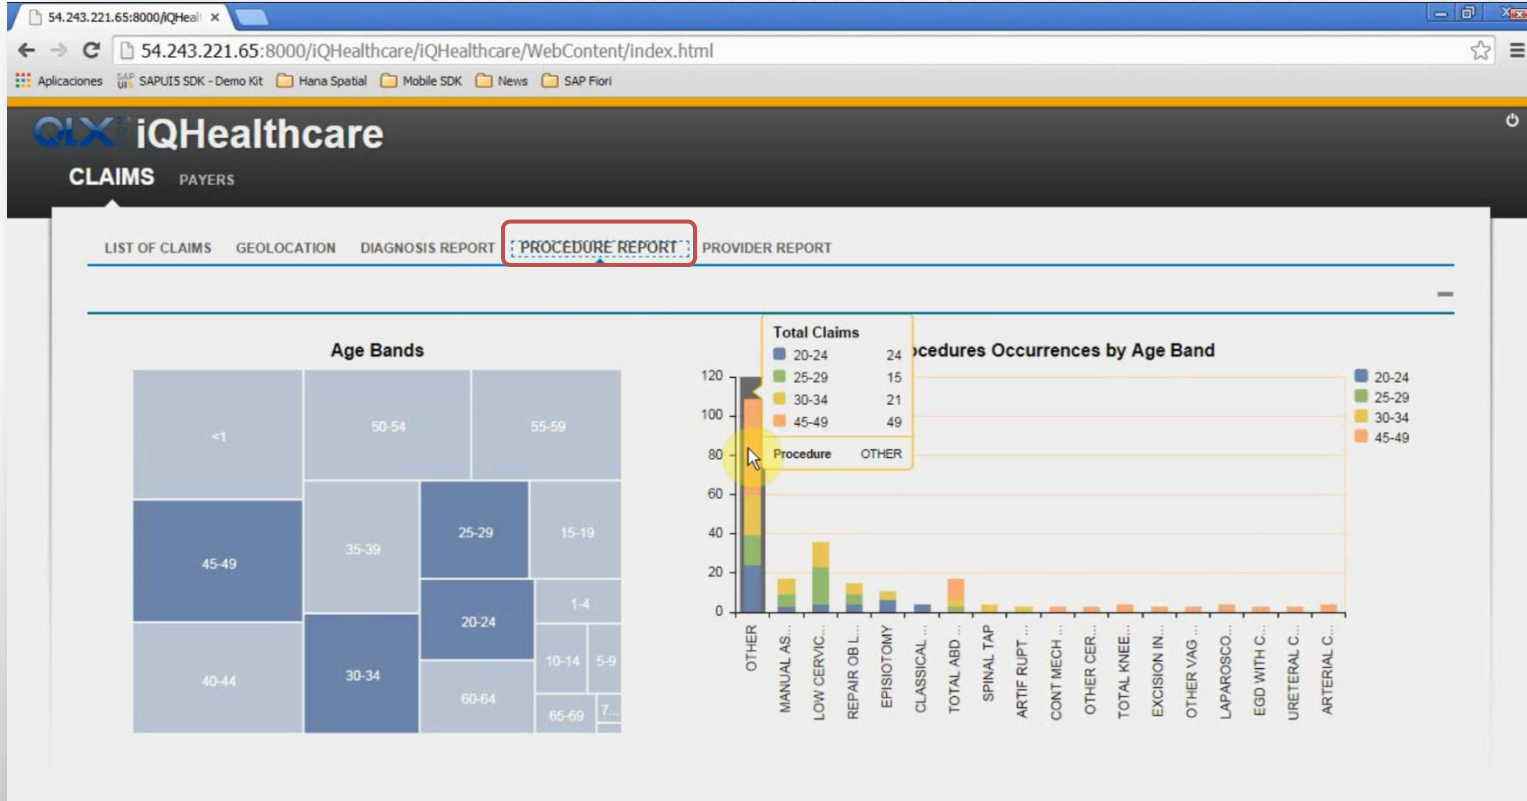 54.243.221.65:8000/iQHeal
54.243.221.65:8000/iQHealthcare/iQHealthcare/WebContent/index.html
Aplicaciones SAPUI5 SDK - Demo Kit Hana Spatial Mobile SDK News SAP Fiori
QLX iQHealthcare
CLAIMS PAYERS
LIST OF CLAIMS GEOLOCATION DIAGNOSIS REPORT PROCEDURE REPORT PROVIDER REPORT
Age Bands
<1
50-54
55-59
45-49
35-39
25-29
15-19
20-24
1-4
40-44
30-34
60-64
10-14
5-9
65-69
7...
Occurrences by Age Band
Total Claims
20-24 24
25-29 15
30-34 21
45-49 49
Procedure OTHER
20-24
25-29
30-34
45-49
120
100
80
60
40
20
0
OTHER
MANUAL AS...
LOW CERVIC...
REPAIR OB L...
EPISIOTOMY
CLASSICAL ...
TOTAL ABD ...
SPINAL TAP
ARTIF RUPT ...
CONT MECH ...
OTHER CER...
TOTAL KNEE...
EXCISION IN...
OTHER VAG ...
LAPAROSCO...
EGD WITH C...
URETERAL C...
ARTERIAL C...